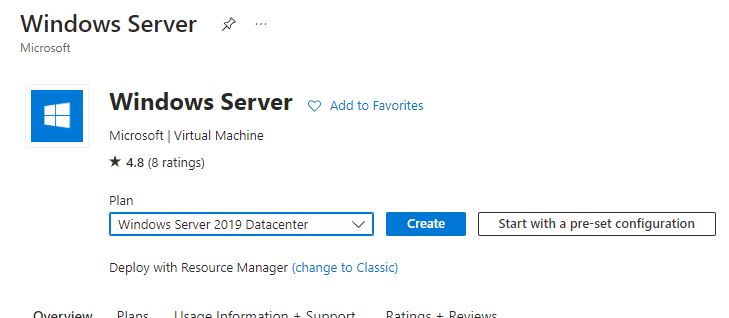 Windows Server ...
Microsoft
Windows Server Add to Favorites
Microsoft | Virtual Machine
★ 4.8 (8 ratings)
Plan
Windows Server 2019 Datacenter Create Start with a pre-set configuration
Deploy with Resource Manager (change to Classic)
Overview Plans Usage Information + Support Ratings + Reviews